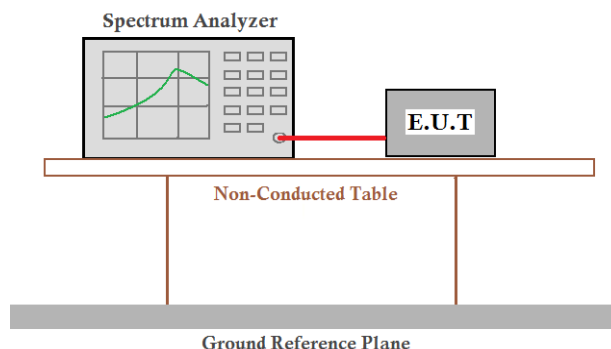 Spectrum Analyzer
E.U.T
Non-Conducted Table
Ground Reference Plane